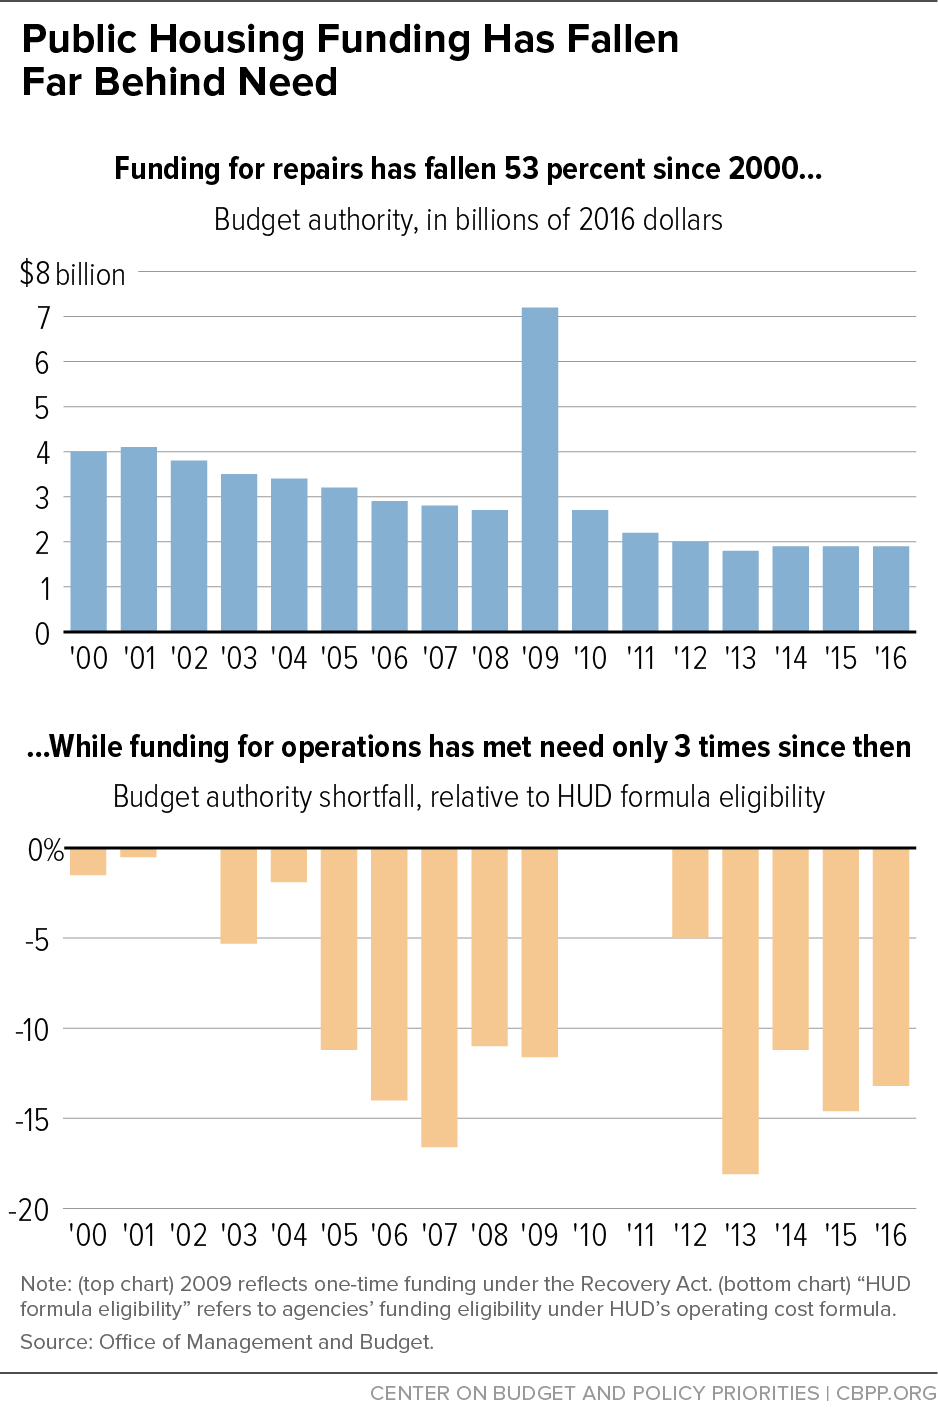 Public Housing Funding Has Fallen
Far Behind Need
Funding for repairs has fallen 53 percent since 2000...
Budget authority, in billions of 2016 dollars
$8 billion
7
6
5
4
3
2
1
0
'00 '01 '02 '03 '04 '05 '06 '07 '08 '09 '10 '11 '12 '13 '14 '15 '16
...While funding for operations has met need only 3 times since then
Budget authority shortfall, relative to HUD formula eligibility
0%
-5
-10
-15
-20
'00 '01 '02 '03 '04 '05 '06 '07 '08 '09 '10 '11 '12 '13 '14 '15 '16
Note: (top chart) 2009 reflects one-time funding under the Recovery Act. (bottom chart) “HUD
formula eligibility” refers to agencies’ funding eligibility under HUD’s operating cost formula.
Source: Office of Management and Budget.
CENTER ON BUDGET AND POLICY PRIORITIES | CBPP.ORG